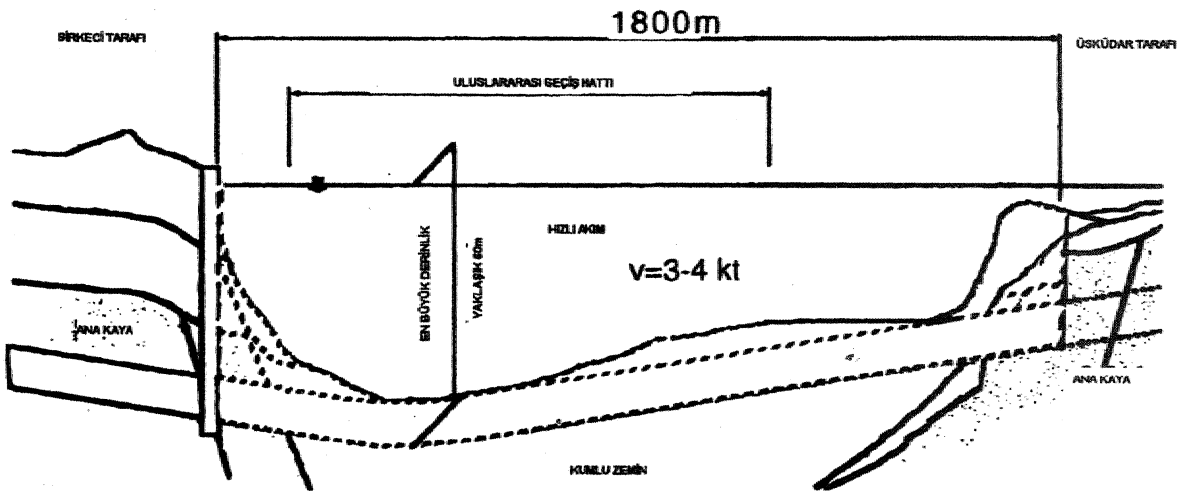 1800m
SİRKECİ TARAFI
ÜSKÜDAR TARAFI
ULUSLARARASI GEÇİŞ HATTI
EN BÜYÜK DERİNLİK
YAKLAŞIK 60m
HIZLI AKIM
v=3-4 kt
ANA KAYA
ANA KAYA
KUMLU ZEMİN